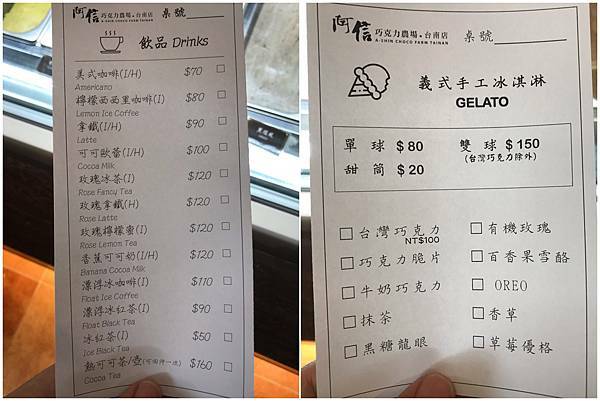 阿信 巧克力農場.台南店
A-SHIN CHOCO FARM TAINAN
桌號
飲品 Drinks
美式咖啡(I/H) $70
Americano
檸檬西西里咖啡(I) $80
Lemon Ice Coffee
拿鐵(I/H) $90
Latte
可可歐蕾(I/H) $100
Cocoa Milk
玫瑰冰茶(I) $120
Rose Fancy Tea
玫瑰拿鐵(H) $120
Rose Latte
玫瑰檸檬蜜(I) $120
Rose Lemon Tea
香蕉可可奶(I/H) $120
Banana Cocoa Milk
漂浮冰咖啡(I) $110
Float Ice Coffee
漂浮冰紅茶(I) $90
Float Black Tea
冰紅茶(I) $50
Ice Black Tea
熱可可茶/壺(可回沖一次) $160
Cocoa Tea
阿信 巧克力農場.台南店
A-SHIN CHOCO FARM TAINAN
桌號
義式手工冰淇淋
GELATO
單 球 $80 雙 球 $150
(台灣巧克力除外)
甜 筒 $20
台灣巧克力
NT$100
巧克力脆片
牛奶巧克力
抹茶
黑糖龍眼
有機玫瑰
百香果雪酪
OREO
香草
草莓優格